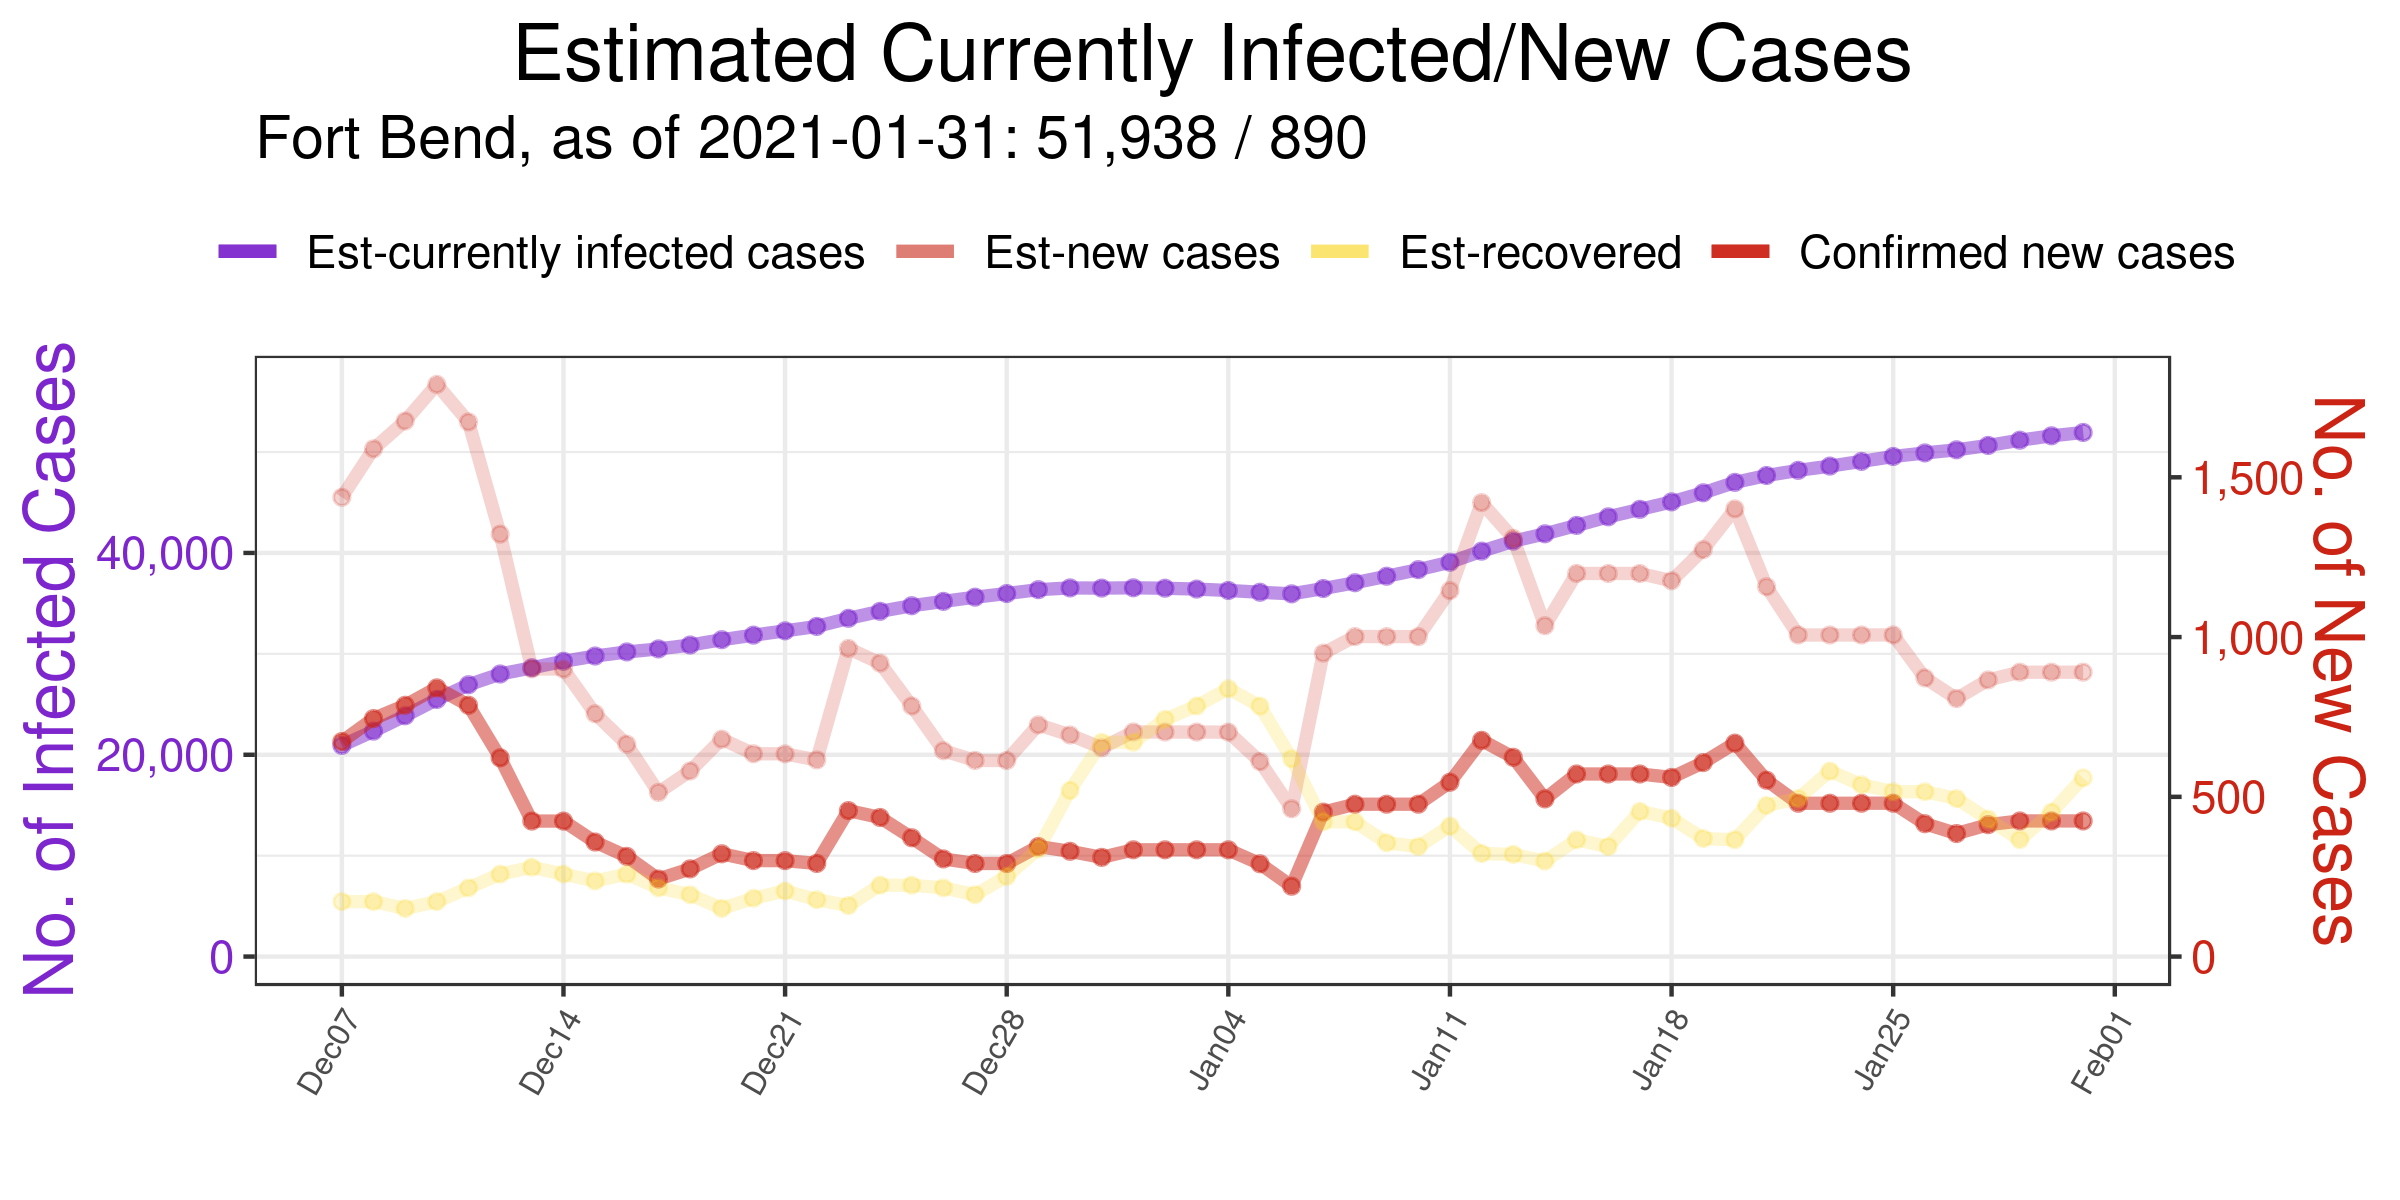 Estimated Currently Infected/New Cases
Fort Bend, as of 2021-01-31: 51,938 / 890
Est-currently infected cases Est-new cases Est-recovered Confirmed new cases
No. of Infected Cases
40,000
20,000
0
1,500
1,000
500
0
No. of New Cases
Dec07 Dec14 Dec21 Dec28 Jan04 Jan11 Jan18 Jan25 Feb01